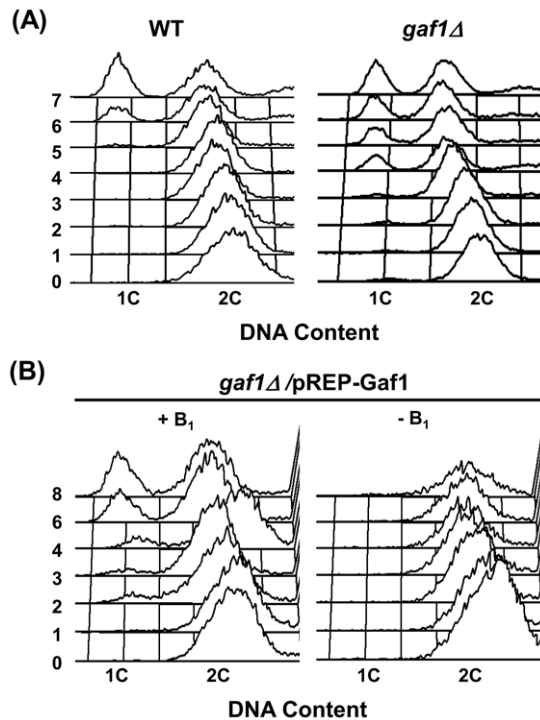 (A)
WT
gaf1Δ
7
6
5
4
3
2
1
0
1C 2C 1C 2C
DNA Content
(B)
gaf1Δ/pREP-Gaf1
+ B₁
- B₁
8
6
4
3
2
1
0
1C 2C 1C 2C
DNA Content